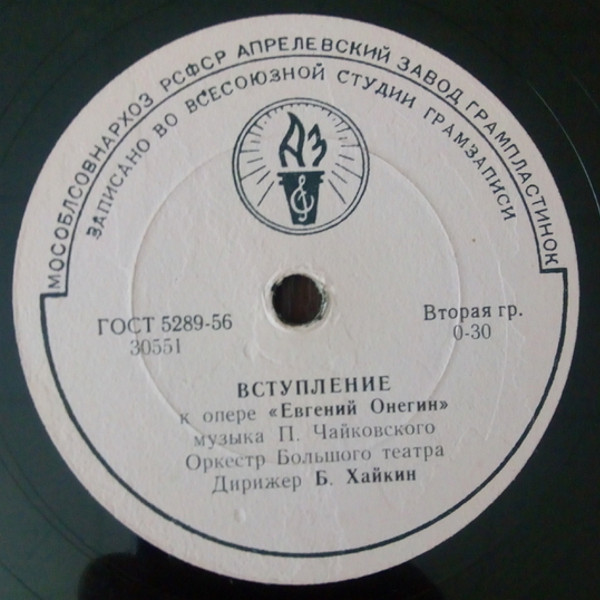 МОСОБЛСОВНАРХОЗ РСФСР АПРЕЛЕВСКИЙ ЗАВОД ГРАМПЛАСТИНОК
ЗАПИСАНО ВО ВСЕСОЮЗНОЙ СТУДИИ ГРАМЗАПИСИ
АЗ
ГОСТ 5289-56
30551
Вторая гр.
0-30
ВСТУПЛЕНИЕ
к опере «Евгений Онегин»
музыка П. Чайковского
Оркестр Большого театра
Дирижер Б. Хайкин